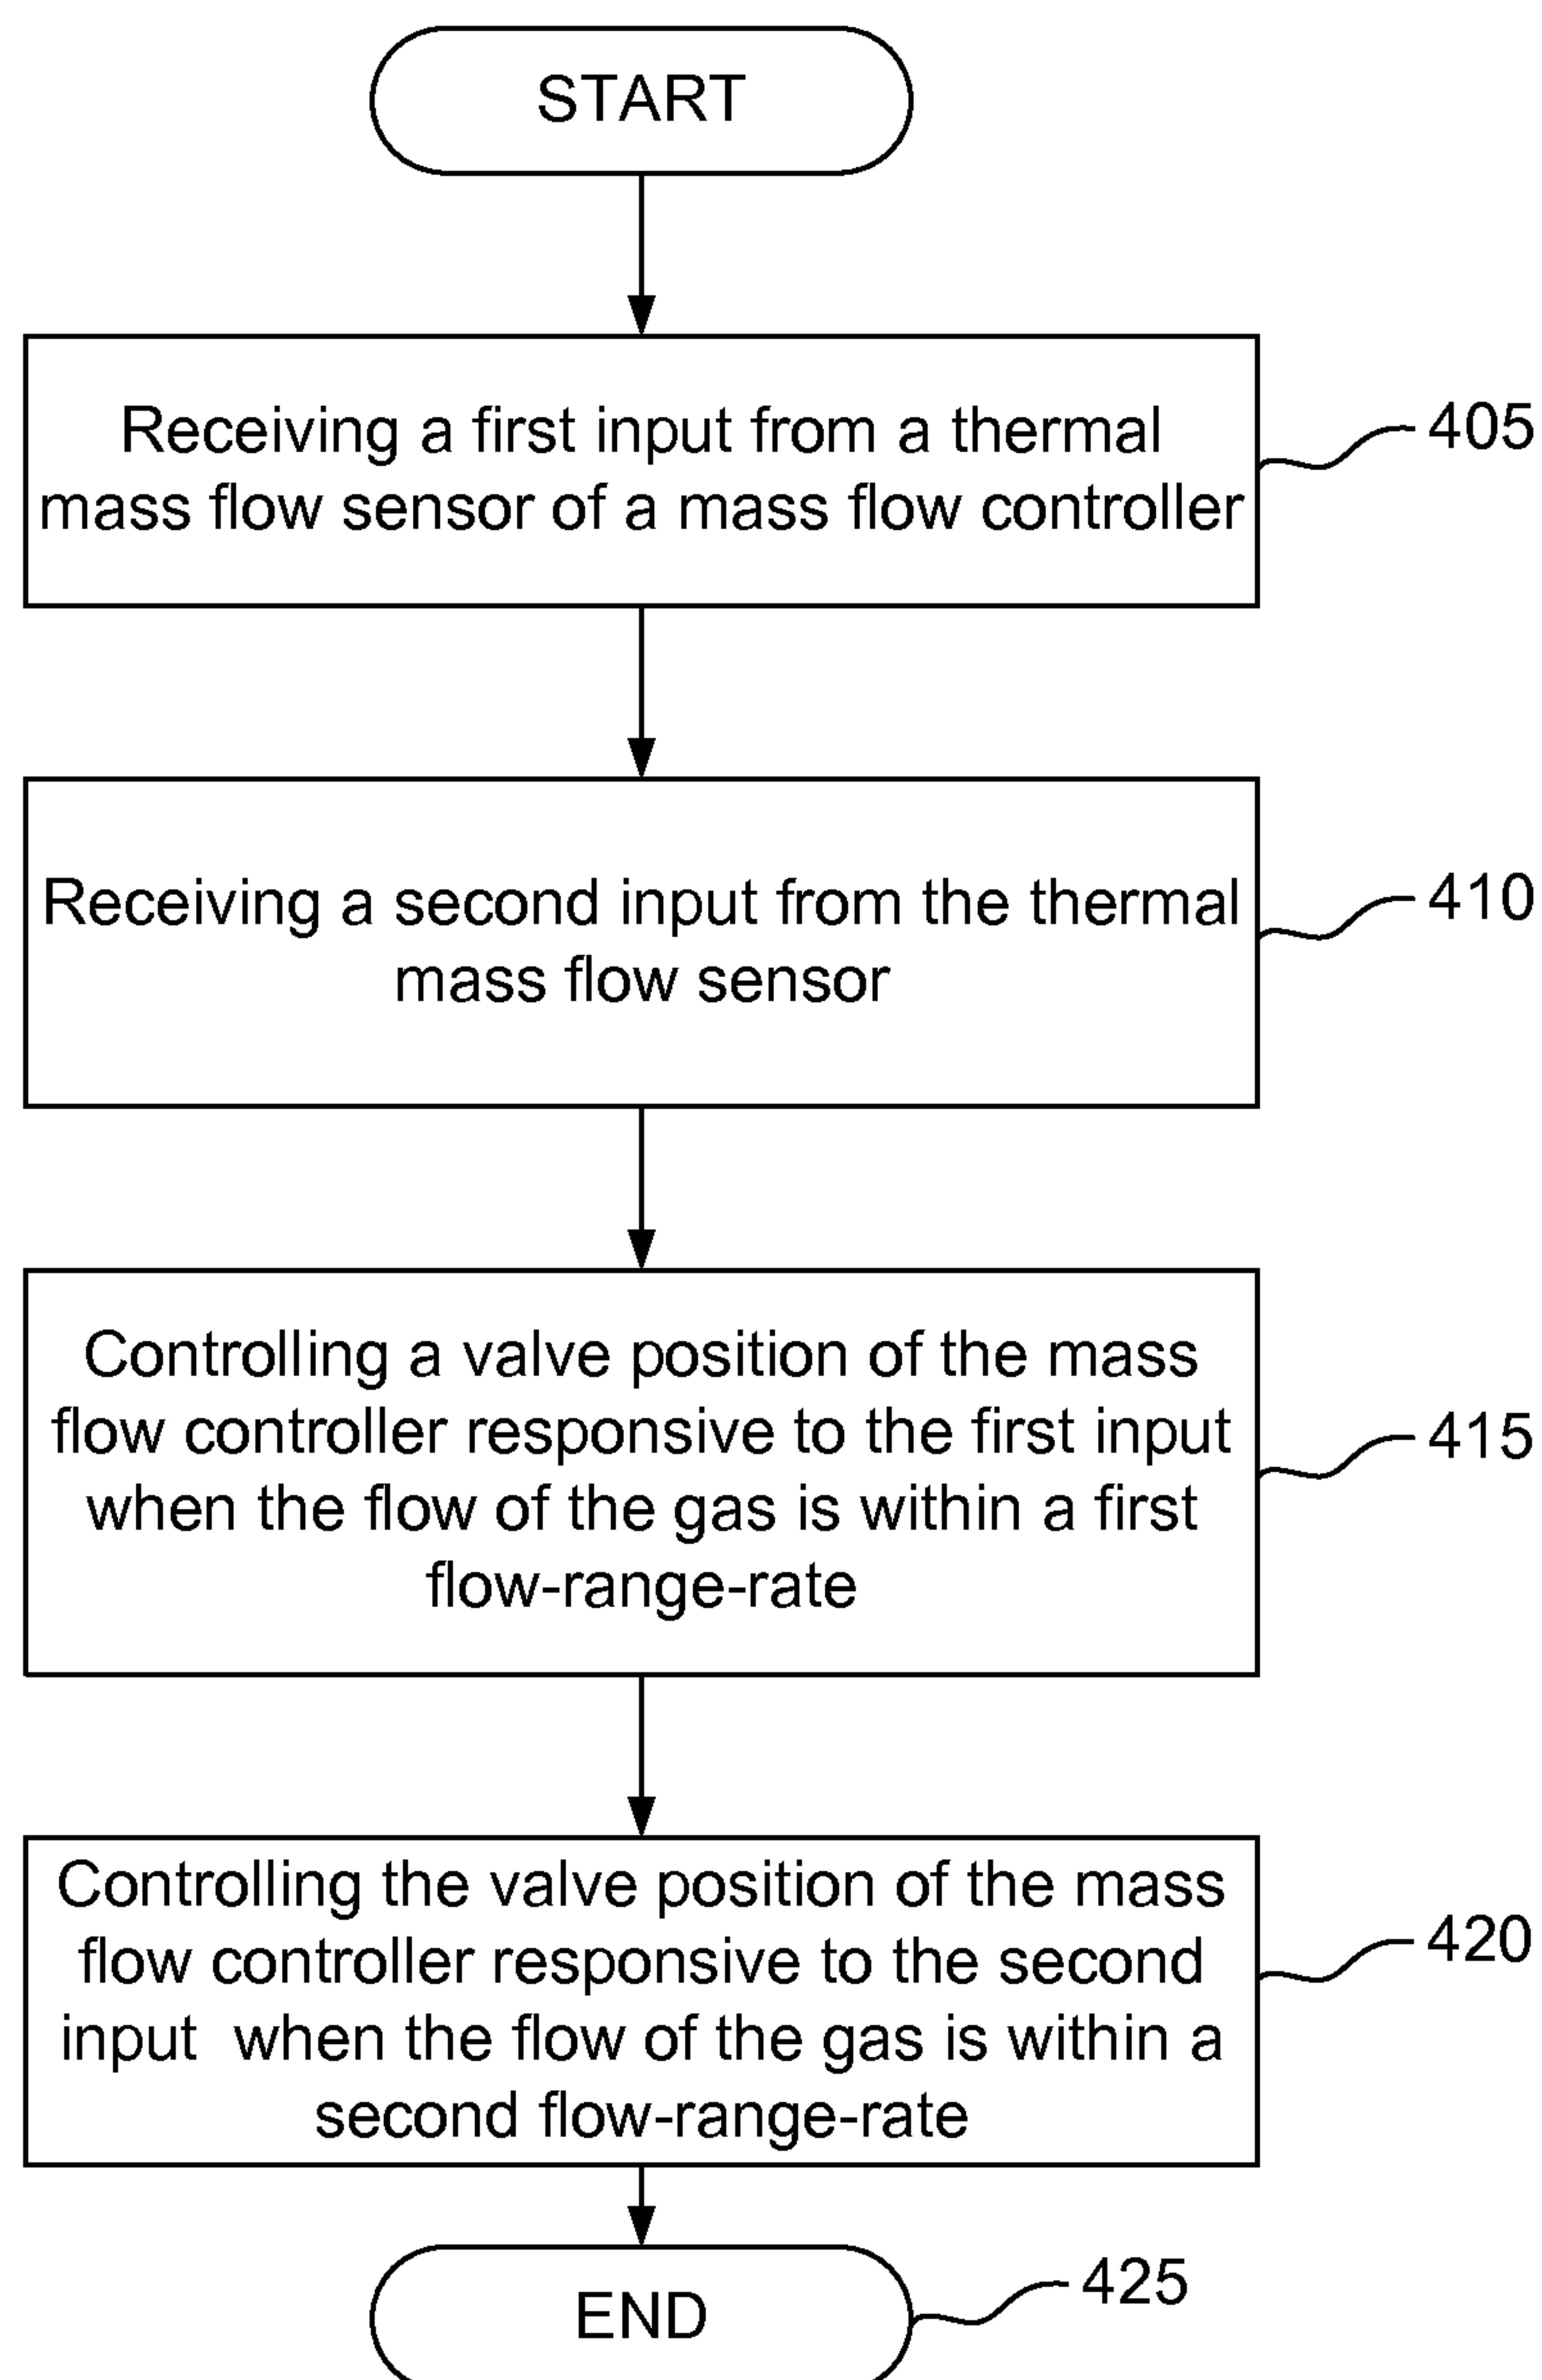 START
Receiving a first input from a thermal
mass flow sensor of a mass flow controller
405
Receiving a second input from the thermal
mass flow sensor
410
Controlling a valve position of the mass
flow controller responsive to the first input
when the flow of the gas is within a first
flow-range-rate
415
Controlling the valve position of the mass
flow controller responsive to the second
input when the flow of the gas is within a
second flow-range-rate
420
END
425